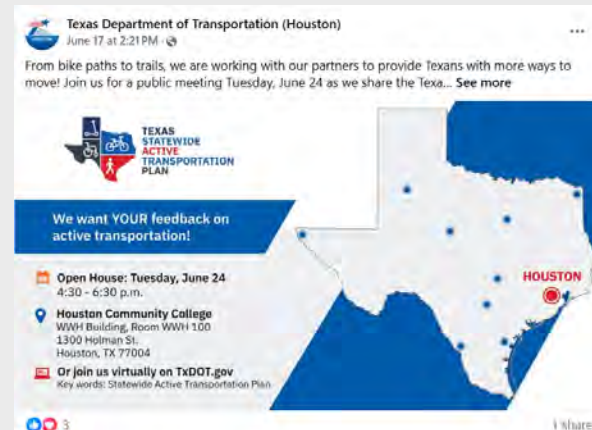 Texas Department of Transportation (Houston)
June 17 at 2:21 PM ·
From bike paths to trails, we are working with our partners to provide Texans with more ways to
move! Join us for a public meeting Tuesday, June 24 as we share the Texa... See more
TEXAS
STATEWIDE
ACTIVE
TRANSPORTATION
PLAN
We want YOUR feedback on
active transportation!
Open House: Tuesday, June 24
4:30 - 6:30 p.m.
Houston Community College
WWH Building, Room WWH 100
1300 Holman St.
Houston, TX 77004
Or join us virtually on TxDOT.gov
Key words: Statewide Active Transportation Plan
HOUSTON
3
1 share